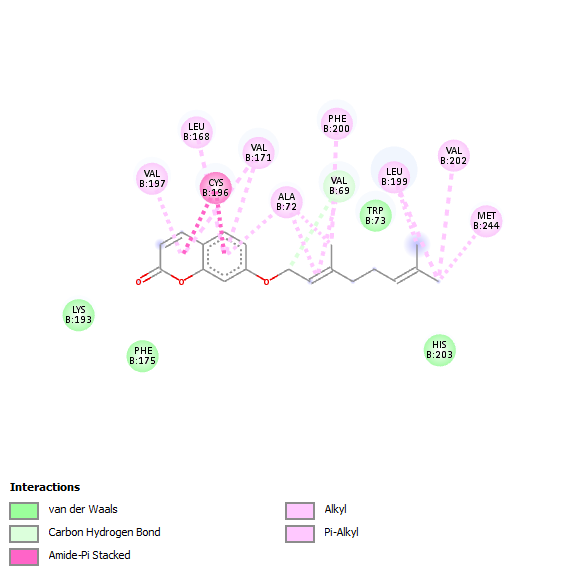 PHE
B:200
LEU
B:168
VAL
B:171
VAL
B:202
VAL
B:197
CYS
B:196
VAL
B:69
LEU
B:199
ALA
B:72
TRP
B:73
MET
B:244
O
O
O
LYS
B:193
PHE
B:175
HIS
B:203
Interactions
van der Waals
Carbon Hydrogen Bond
Amide-Pi Stacked
Alkyl
Pi-Alkyl